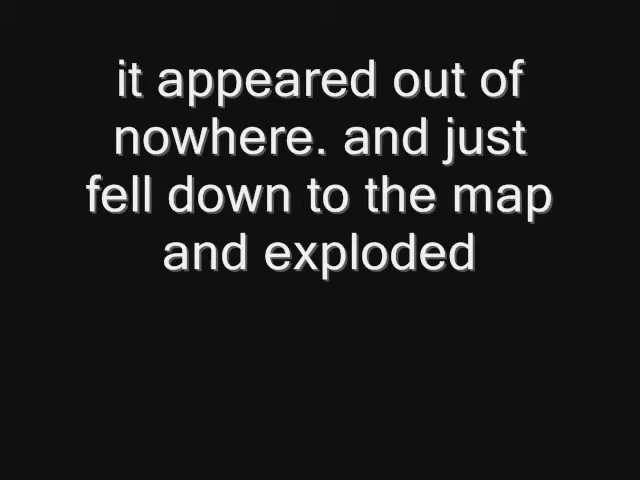 it appeared out of
nowhere. and just
fell down to the map
and exploded